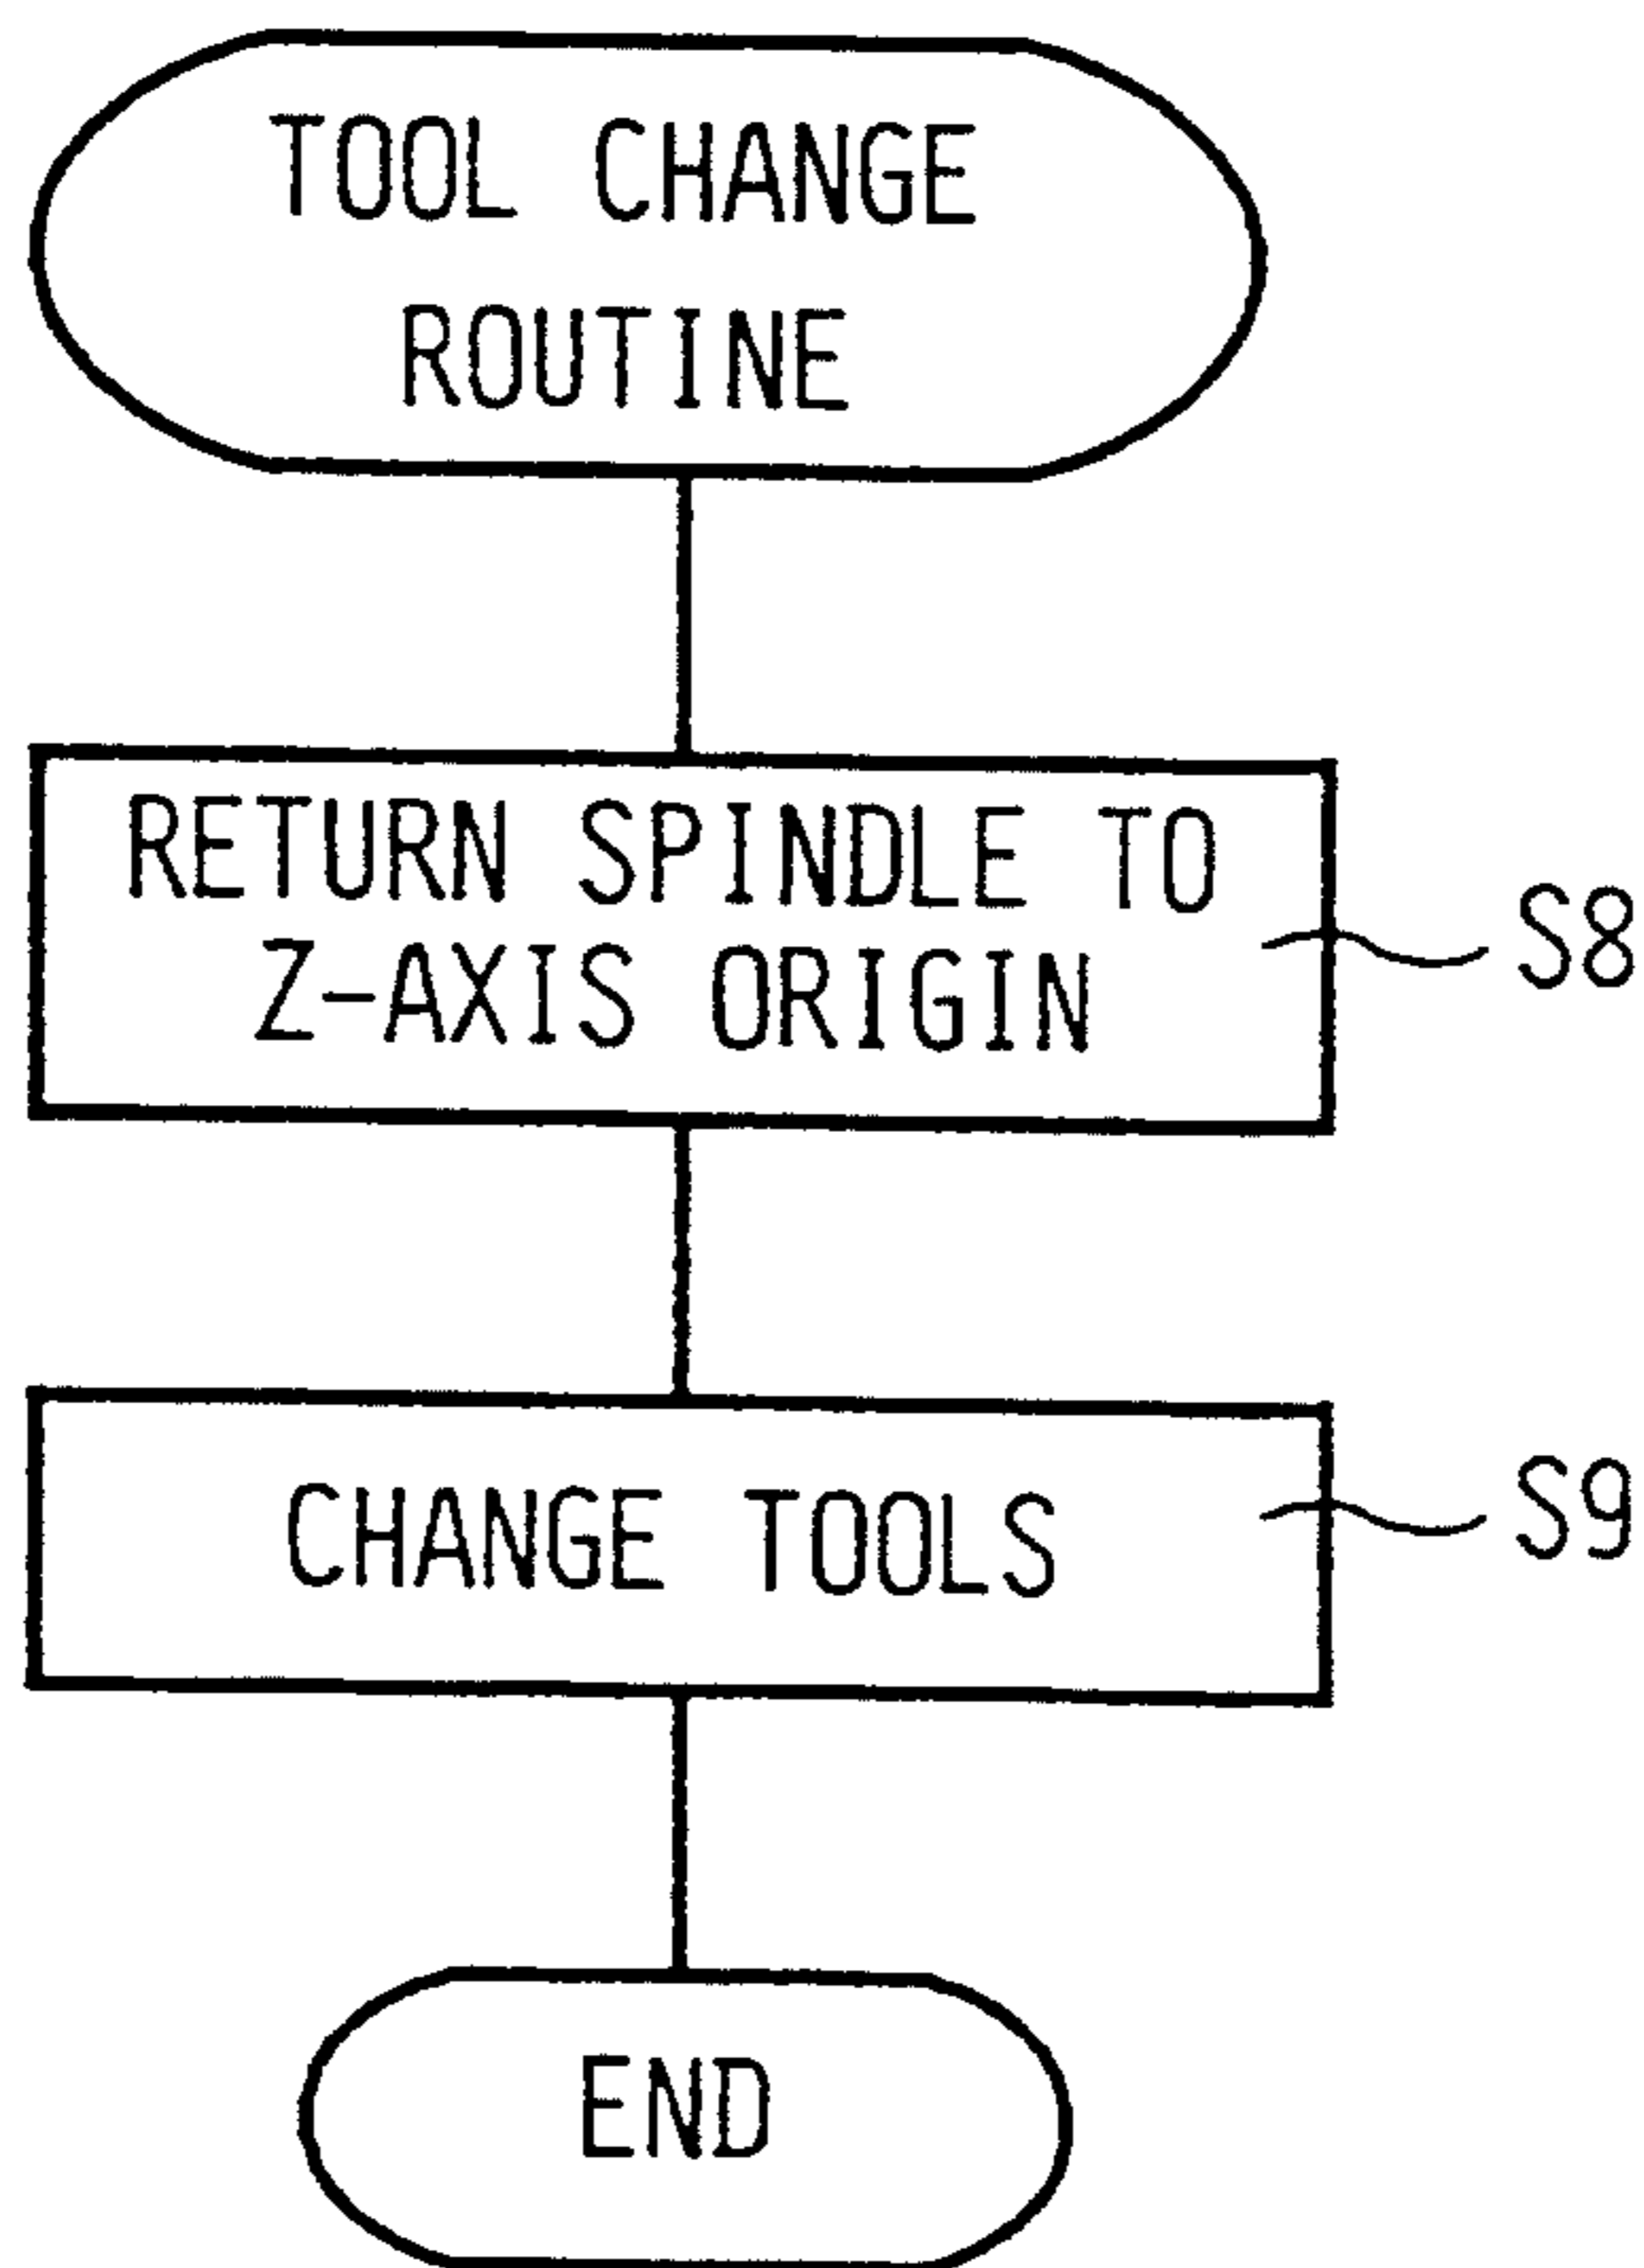 TOOL CHANGE
ROUTINE
RETURN SPINDLE TO
Z-AXIS ORIGIN
S8
CHANGE TOOLS
S9
END